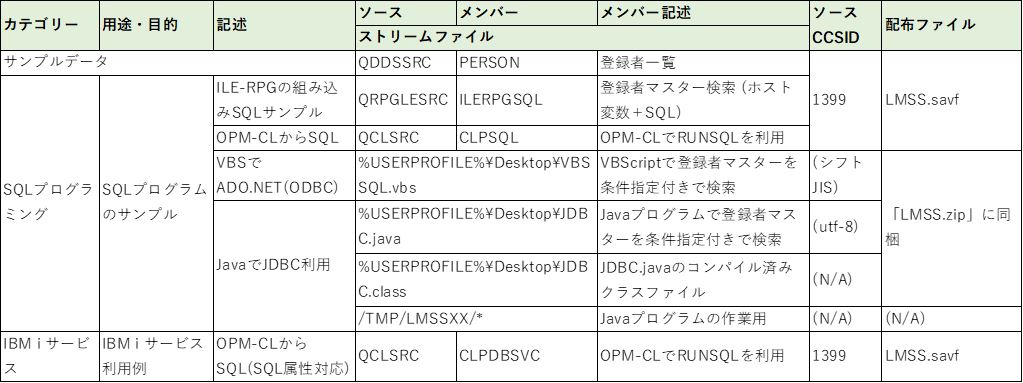 カテゴリー 用途・目的 記述 ソース メンバー メンバー記述 ソース CCSID 配布ファイル
ストリームファイル
サンプルデータ QDDSSRC PERSON 登録者一覧
SQLプログラ
ミング
SQLプログラム
のサンプル
ILE-RPGの組み込
みSQLサンプル
QRPGLESRC ILERPGSQL
登録者マスター検索 (ホスト
変数+SQL)
1399 LMSS.savf
OPM-CLからSQL QCLSRC CLPSQL OPM-CLでRUNSQLを利用
VBSで
ADO.NET(ODBC)
%USERPROFILE%¥Desktop¥VBS
SQL.vbs
VBScriptで登録者マスターを
条件指定付きで検索
(シフト
JIS)
JavaでJDBC利用
%USERPROFILE%¥Desktop¥JDB
C.java
Javaプログラムで登録者マス
ターを条件指定付きで検索
(utf-8)
「LMSS.zip」に同
梱
%USERPROFILE%¥Desktop¥JDB
C.class
JDBC.javaのコンパイル済み
クラスファイル
(N/A)
/TMP/LMSSXX/* Javaプログラムの作業用 (N/A) (N/A)
IBM i サービ
ス
IBM i サービス
利用例
OPM-CLから
SQL(SQL属性対応)
QCLSRC CLPDBSVC OPM-CLでRUNSQLを利用 1399 LMSS.savf